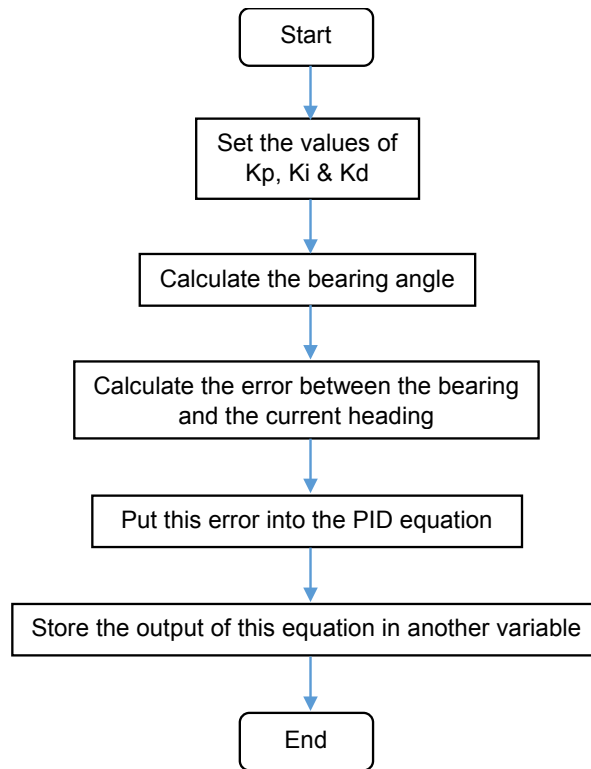 Start
Set the values of
Kp, Ki & Kd
Calculate the bearing angle
Calculate the error between the bearing
and the current heading
Put this error into the PID equation
Store the output of this equation in another variable
End